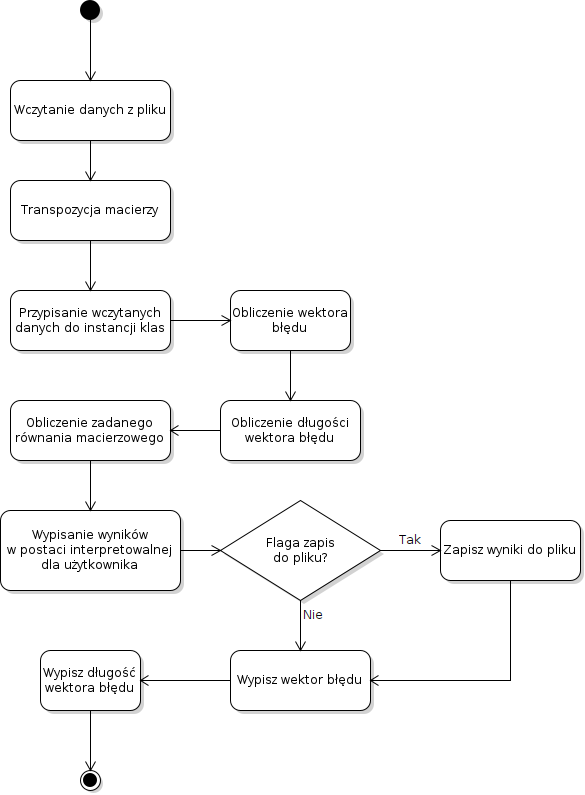 Wczytanie danych z pliku
Transpozycja macierzy
Przypisanie wczytanych
danych do instancji klas
Obliczenie wektora
błędu
Obliczenie długości
wektora błędu
Obliczenie zadanego
równania macierzowego
Wypisanie wyników
w postaci interpretowalnej
dla użytkownika
Flaga zapis
do pliku?
Tak
Zapisz wyniki do pliku
Nie
Wypisz wektor błędu
Wypisz długość
wektora błędu